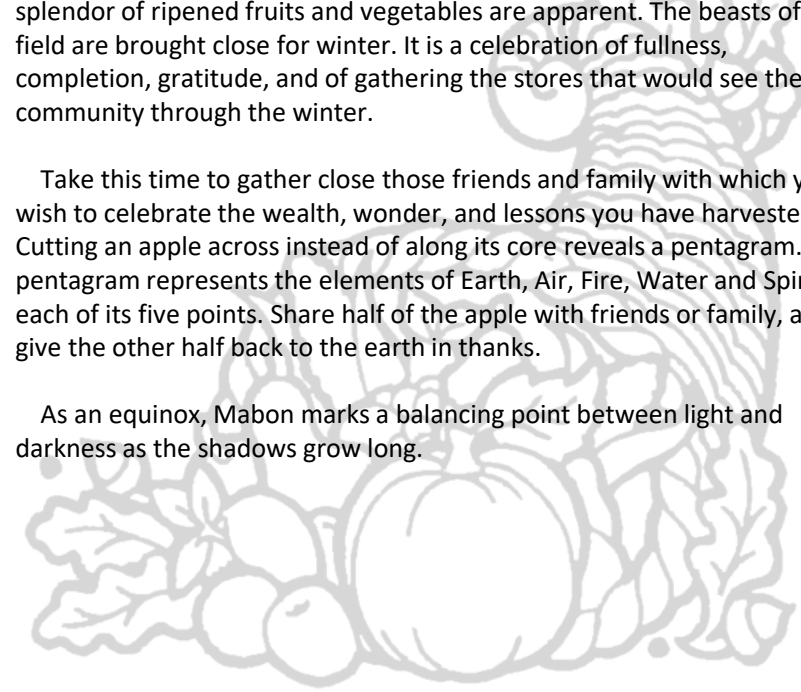 splendor of ripened fruits and vegetables are apparent. The beasts of
field are brought close for winter. It is a celebration of fullness,
completion, gratitude, and of gathering the stores that would see the
community through the winter.
Take this time to gather close those friends and family with which
wish to celebrate the wealth, wonder, and lessons you have
Cutting an apple across instead of along its core reveals a pentagram.
pentagram represents the elements of Earth, Air, Fire, Water and
each of its five points. Share half of the apple with friends or family,
give the other half back to the earth in thanks.
As an equinox, Mabon marks a balancing point between light and
darkness as the shadows grow long.